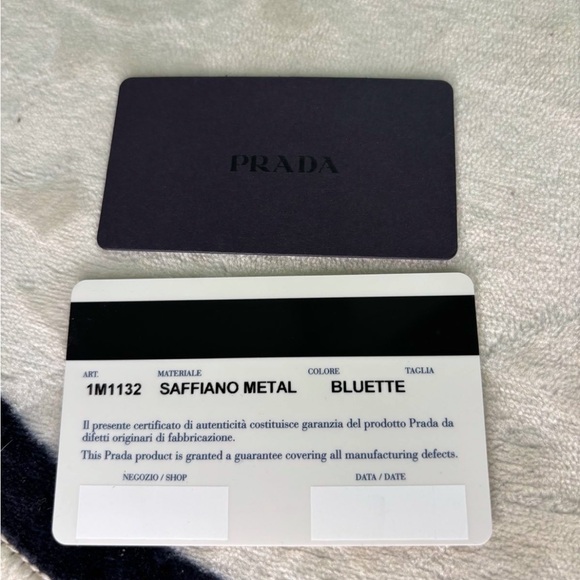 PRADA
ART. MATERIALE COLORE TAGLIA
1M1132 SAFFIANO METAL BLUETTE
Il presente certificato di autenticità costituisce garanzia del prodotto Prada da
difetti originari di fabbricazione.
This Prada product is granted a guarantee covering all manufacturing defects.
NEGOZIO / SHOP DATA / DATE